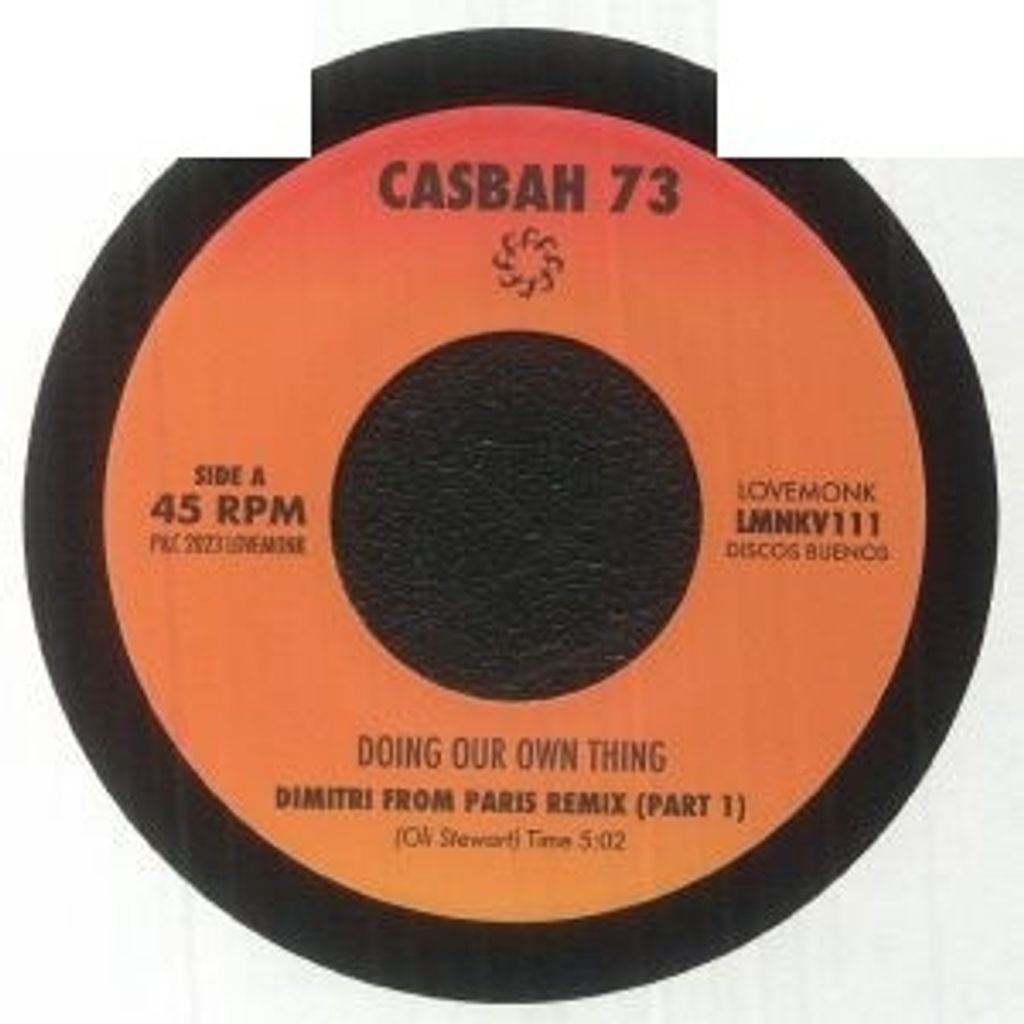 CASBAH 73
SIDE A
45 RPM
P&C 2023 LOVEMONK
LOVEMONK
LMNKV111
DISCOS BUENOS
DOING OUR OWN THING
DIMITRI FROM PARIS REMIX (PART 1)
(Oli Stewart) Time 5:02